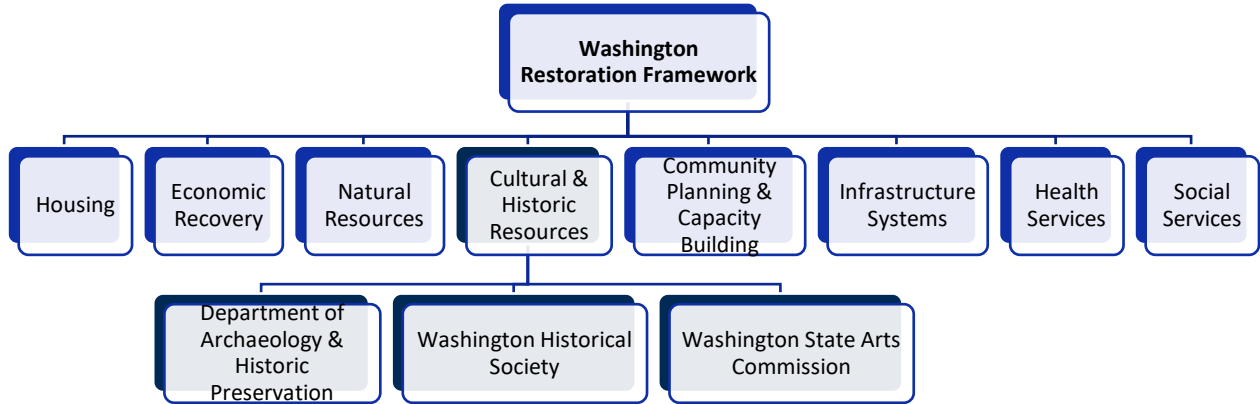 Washington
Restoration Framework
Housing
Economic
Recovery
Natural
Resources
Cultural &
Historic
Resources
Community
Planning &
Capacity
Building
Infrastructure
Systems
Health
Services
Social
Services
Department of
Archaeology &
Historic
Preservation
Washington Historical
Society
Washington State Arts
Commission